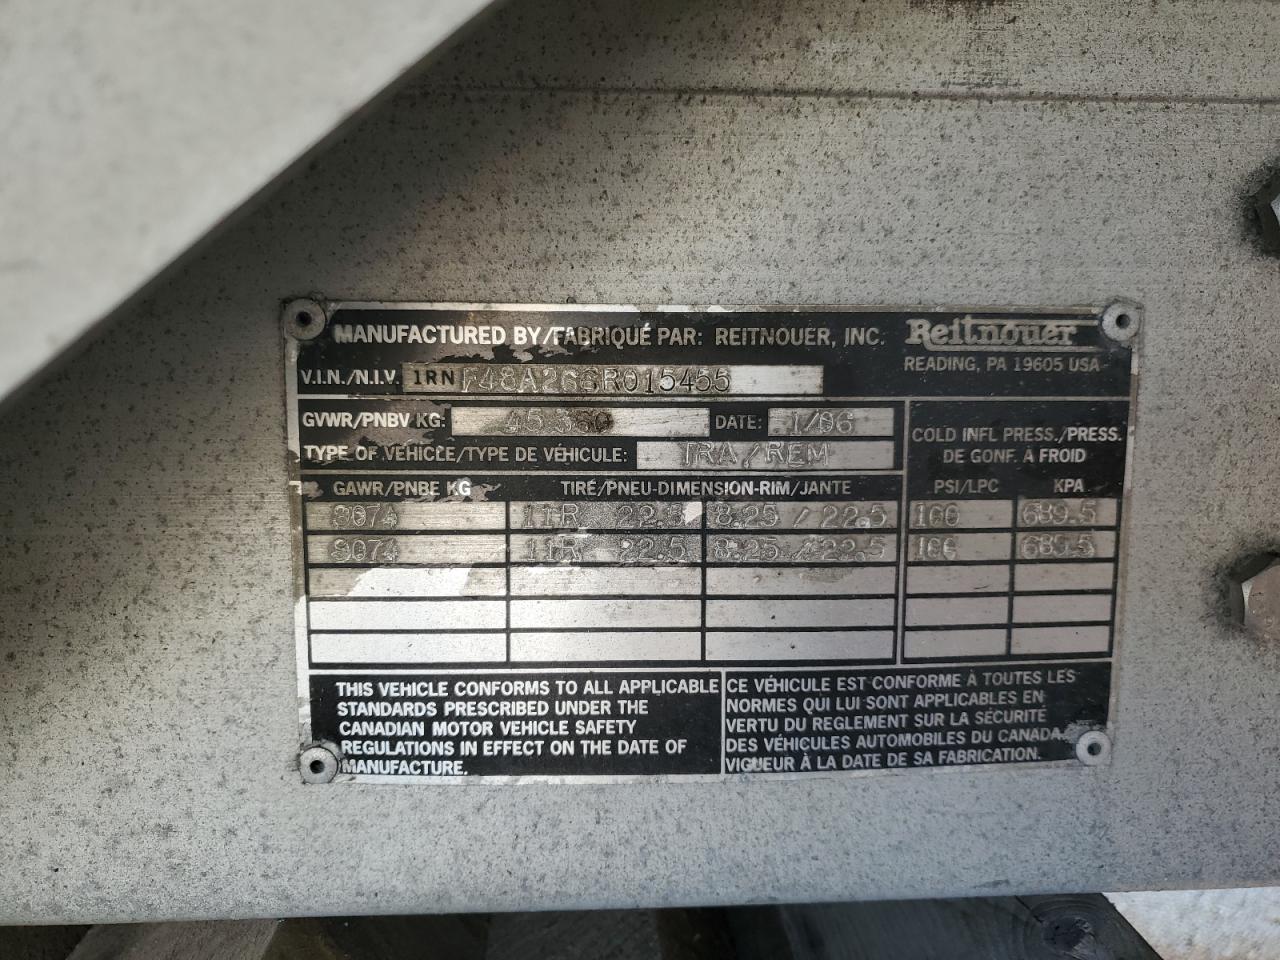 MANUFACTURED BY/FABRIQUÉ PAR: REITNOUER, INC. Reitnouer
READING, PA 19605 USA
V.I.N./N.I.V. 1RNF48A266R015455
GVWR/PNBV KG: 45.360 DATE: 1/06
TYPE OF VEHICLE/TYPE DE VÉHICULE: TRA/REM
COLD INFL PRESS./PRESS.
DE GONF. À FROID
GAWR/PNBE KG TIRE/PNEU-DIMENSION-RIM/JANTE PSI/LPC KPA
9074 11R 22.5 8.25/22.5 100 689.5
9074 11R 22.5 8.25/22.5 100 689.5
THIS VEHICLE CONFORMS TO ALL APPLICABLE
STANDARDS PRESCRIBED UNDER THE
CANADIAN MOTOR VEHICLE SAFETY
REGULATIONS IN EFFECT ON THE DATE OF
MANUFACTURE.
CE VÉHICULE EST CONFORME À TOUTES LES
NORMES QUI LUI SONT APPLICABLES EN
VERTU DU REGLEMENT SUR LA SÉCURITÉ
DES VÉHICULES AUTOMOBILES DU CANADA
VIGUEUR À LA DATE DE SA FABRICATION.